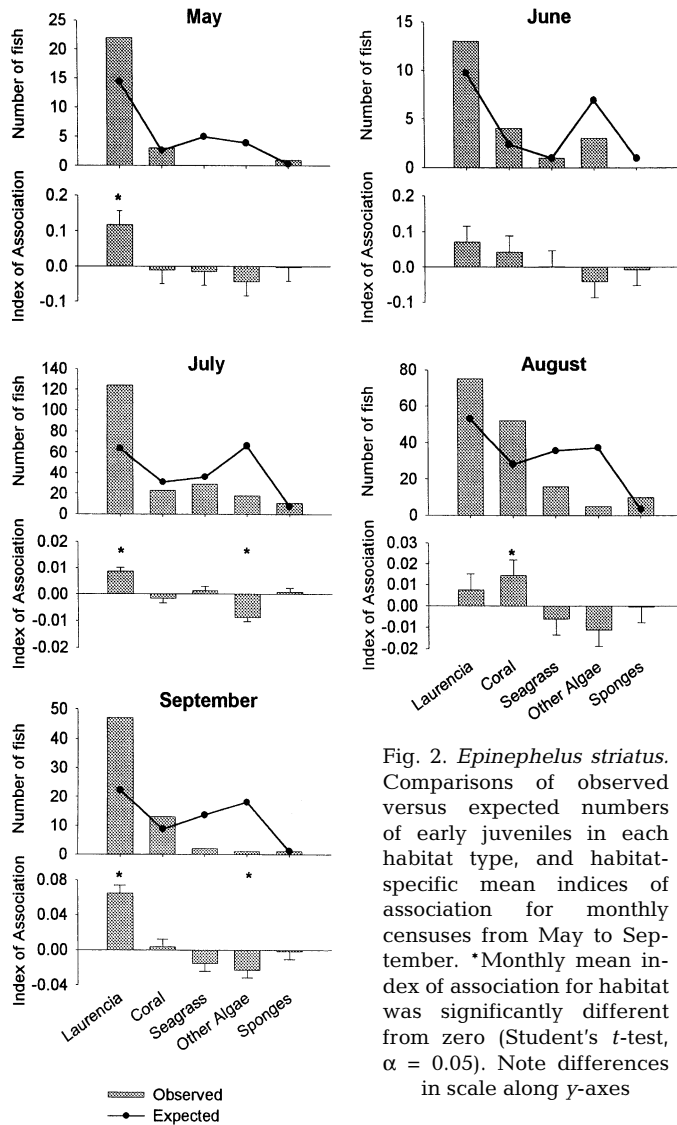 May
Number of fish
25
20
15
10
5
0
Index of Association
0.2
*
0.1
0.0
-0.1
June
Number of fish
15
10
5
0
Index of Association
0.2
0.1
0.0
-0.1
July
Number of fish
140
120
100
80
60
40
20
0
Index of Association
0.02
* *
0.01
0.00
-0.01
-0.02
August
Number of fish
80
60
40
20
0
Index of Association
0.03
*
0.02
0.01
0.00
-0.01
-0.02
Laurencia
Coral
Seagrass
Other Algae
Sponges
September
Number of fish
50
40
30
20
10
0
Index of Association
* *
0.08
0.04
0.00
-0.04
Laurencia
Coral
Seagrass
Other Algae
Sponges
Observed
Expected
Fig. 2. Epinephelus striatus.
Comparisons of observed
versus expected numbers
of early juveniles in each
habitat type, and habitat-
specific mean indices of
association for monthly
censuses from May to Sep-
tember. *Monthly mean in-
dex of association for habitat
was significantly different
from zero (Student's t-test,
α = 0.05). Note differences
in scale along y-axes